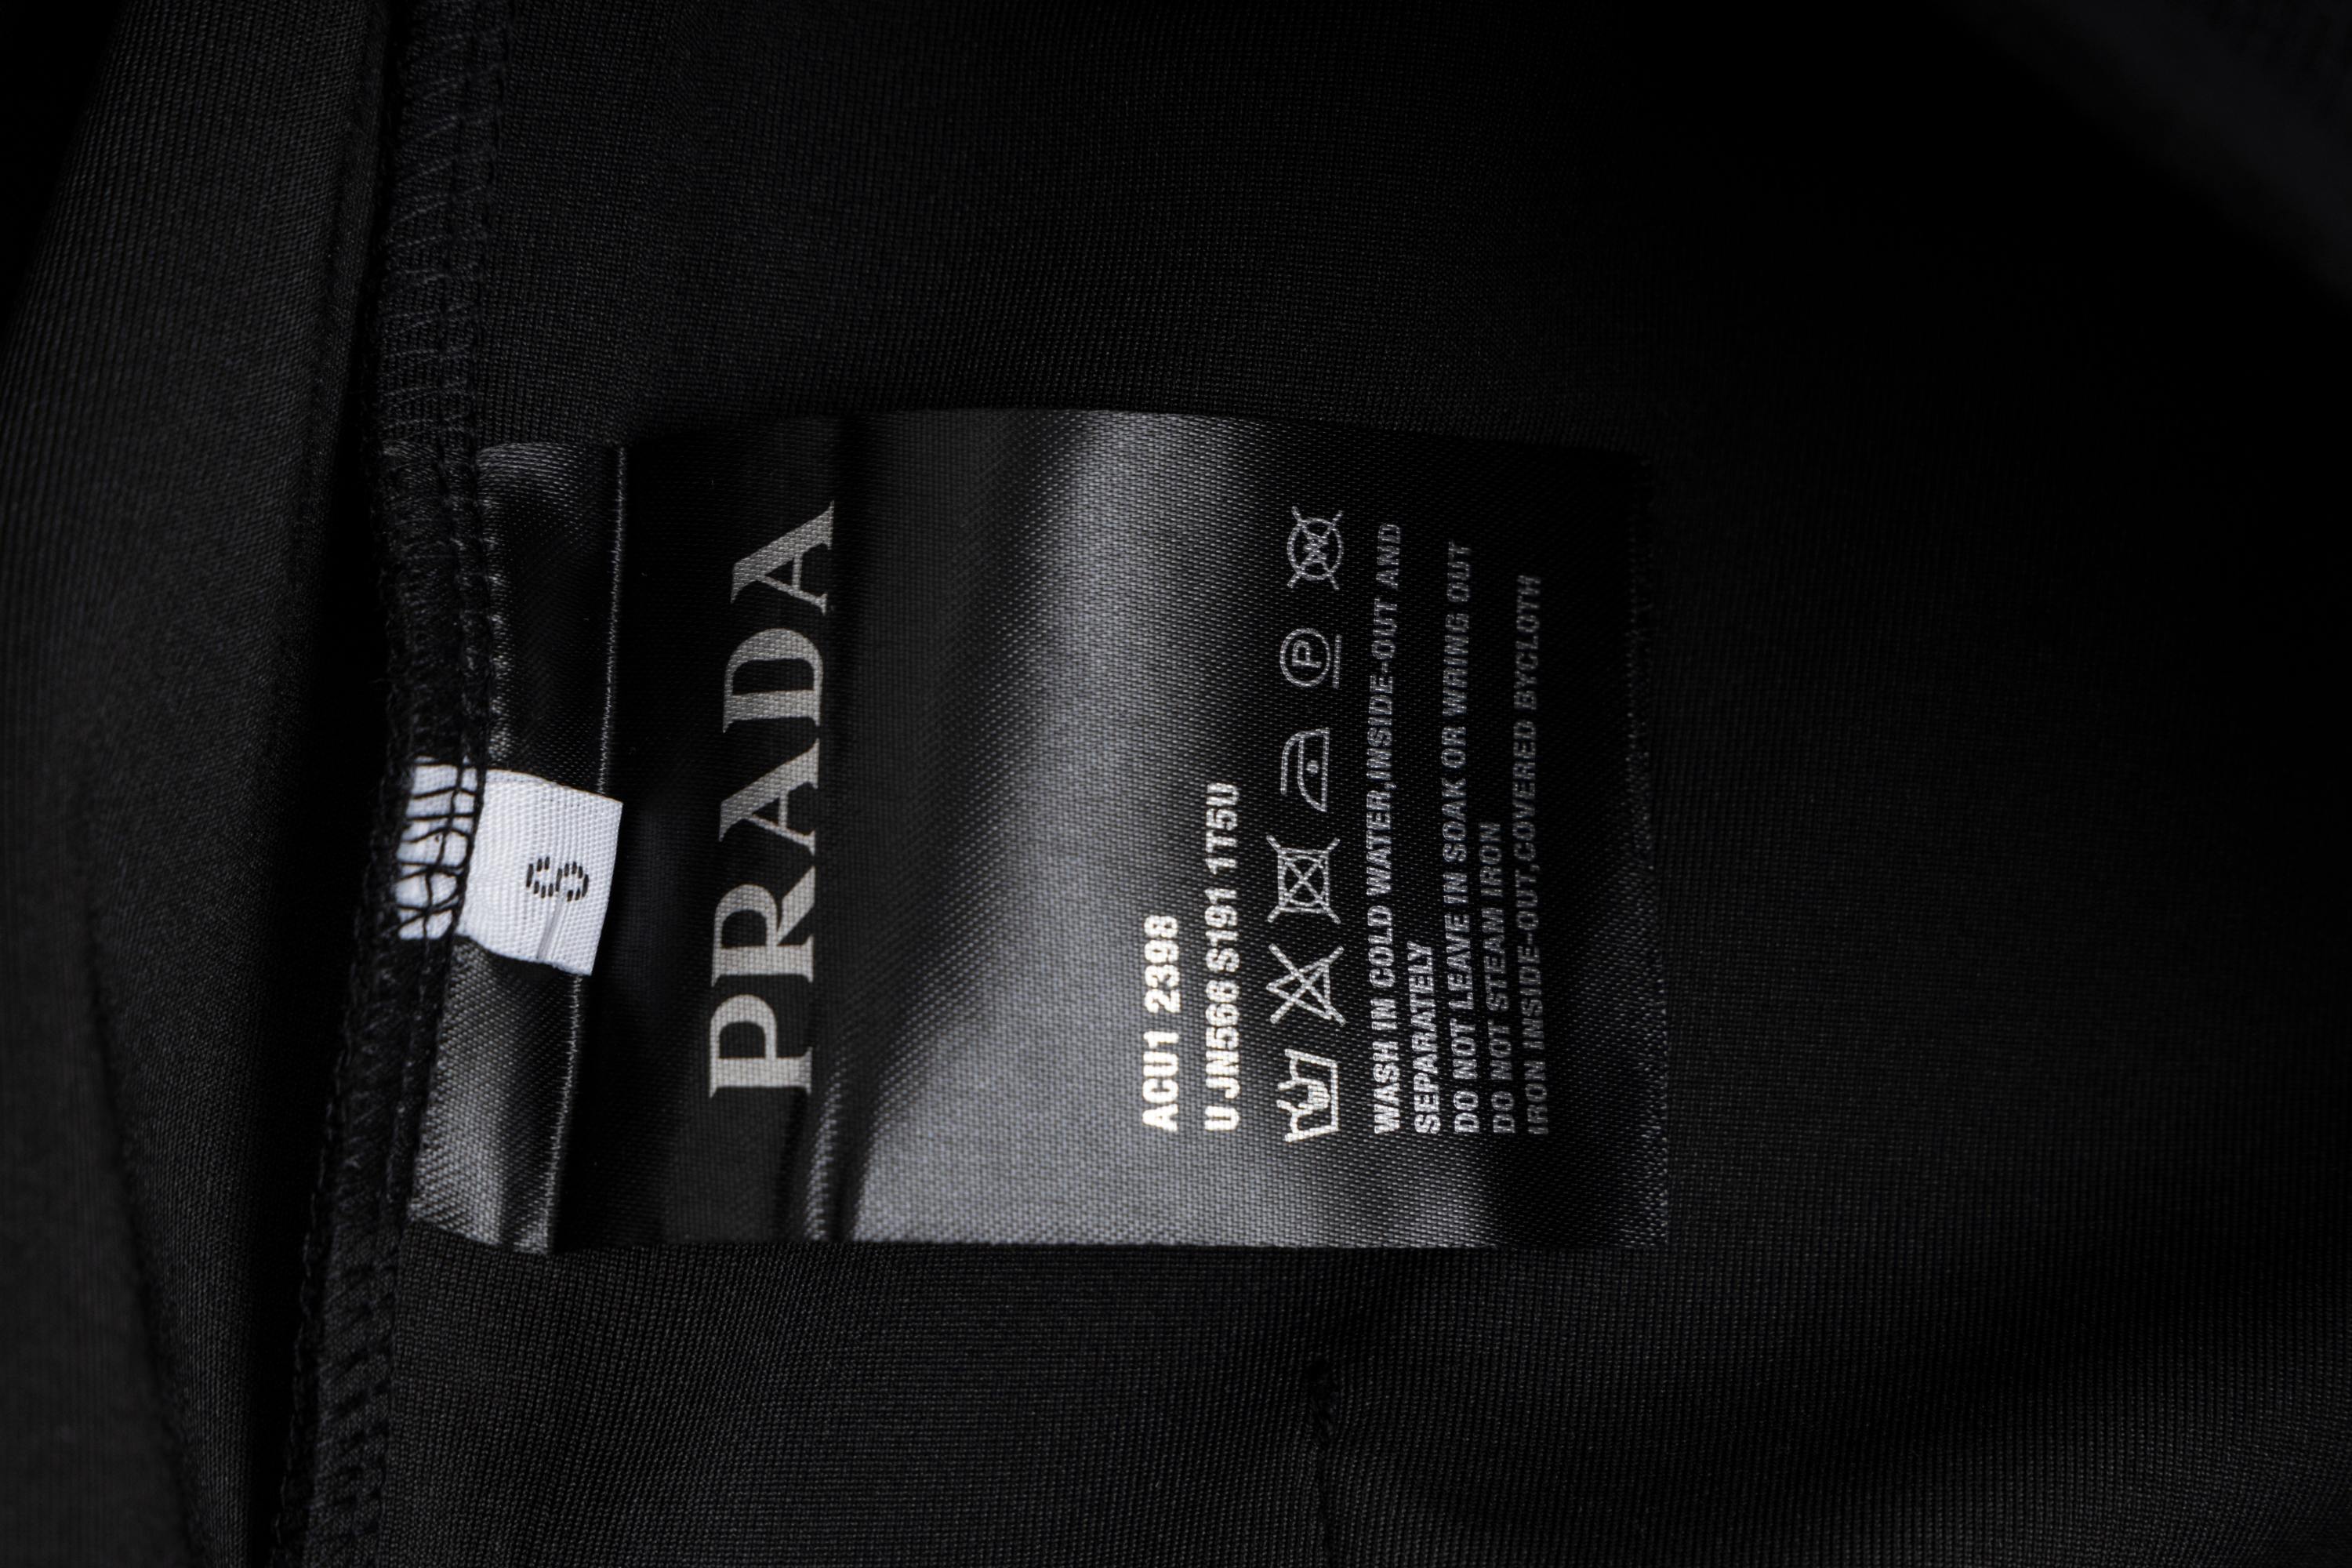 S
PRADA
ACU1 2398
UJN566 S191 1T5U
P
WASH IN COLD WATER,INSIDE-OUT AND
SEPARATELY
DO NOT LEAVE IN SOAK OR WRING OUT
DO NOT STEAM IRON
IRON INSIDE-OUT,COVERED BYCLOTH